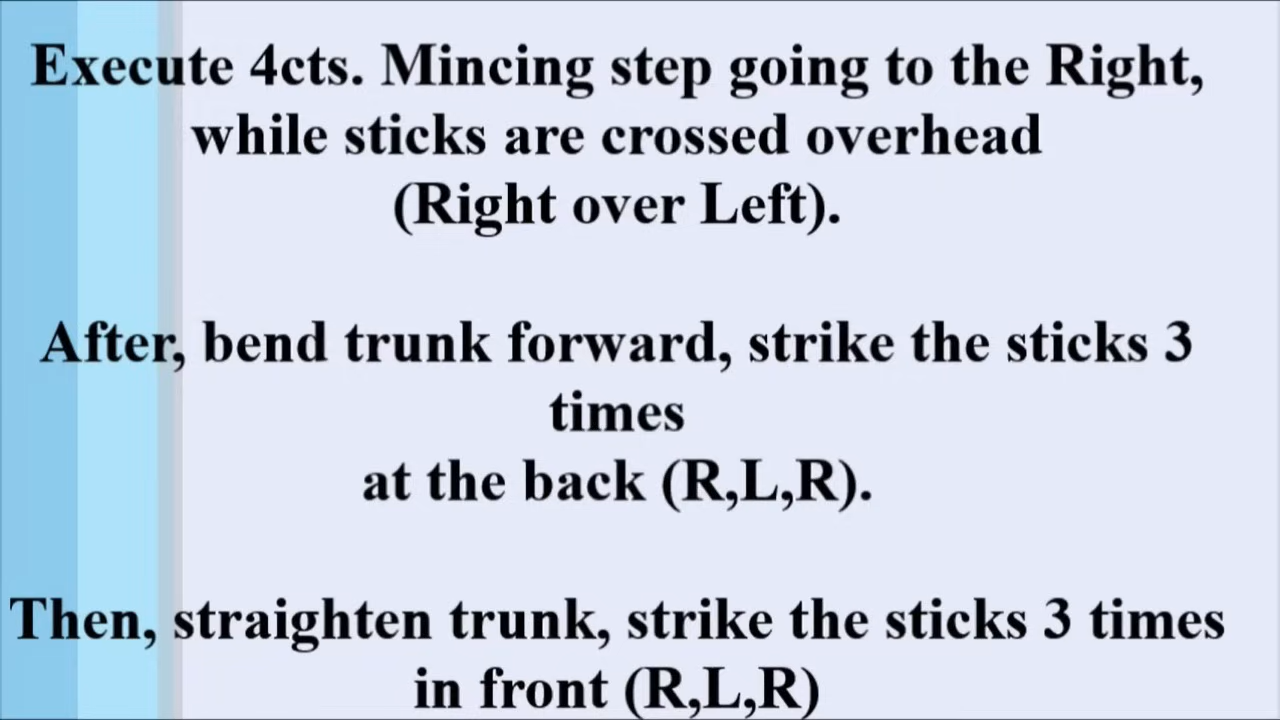 Execute 4cts. Mincing step going to the Right,
while sticks are crossed overhead
(Right over Left).
After, bend trunk forward, strike the sticks 3
times
at the back (R,L,R).
Then, straighten trunk, strike the sticks 3 times
in front (R,L,R)